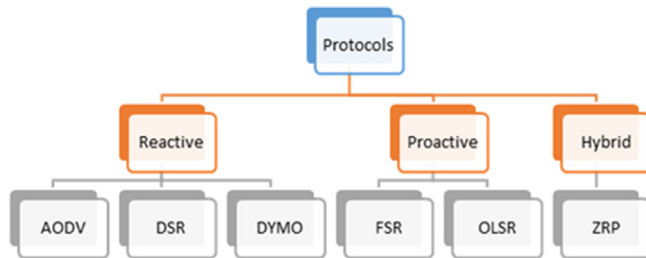 Protocols
Reactive
Proactive
Hybrid
AODV
DSR
DYMO
FSR
OLSR
ZRP